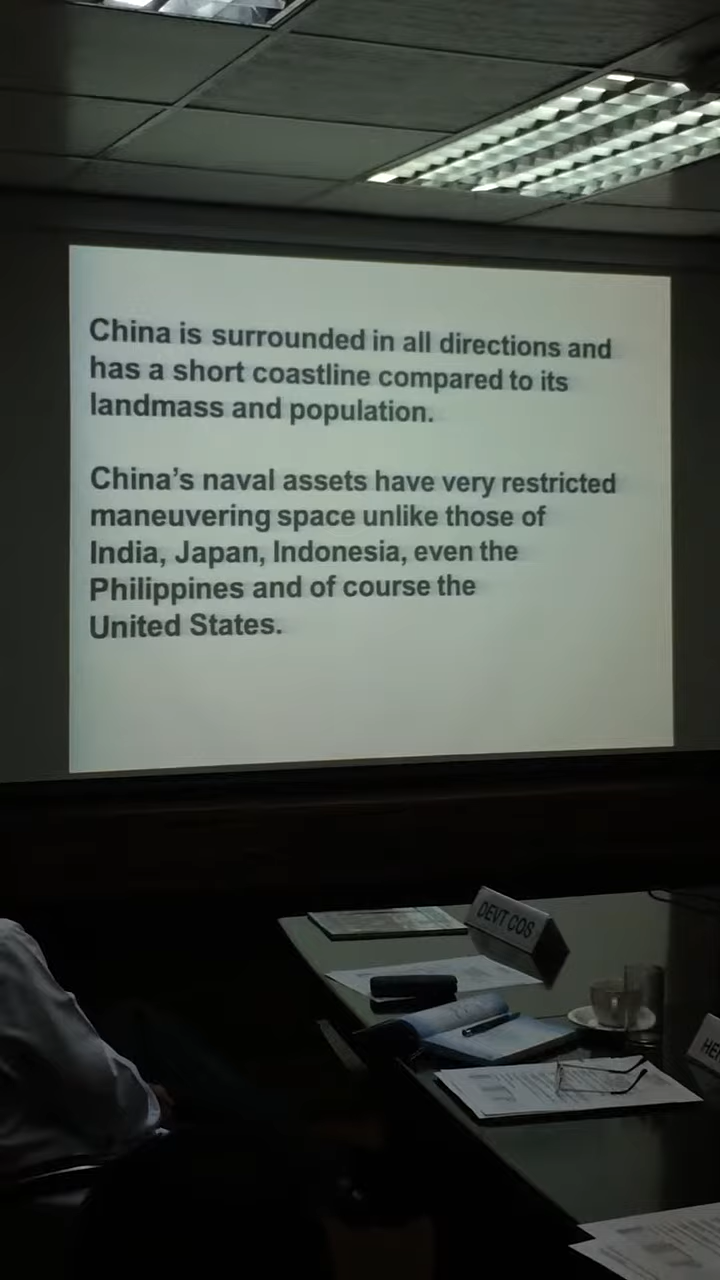 China is surrounded in all directions and
has a short coastline compared to its
landmass and population.
China’s naval assets have very restricted
maneuvering space unlike those of
India, Japan, Indonesia, even the
Philippines and of course the
United States.
DEVT COS